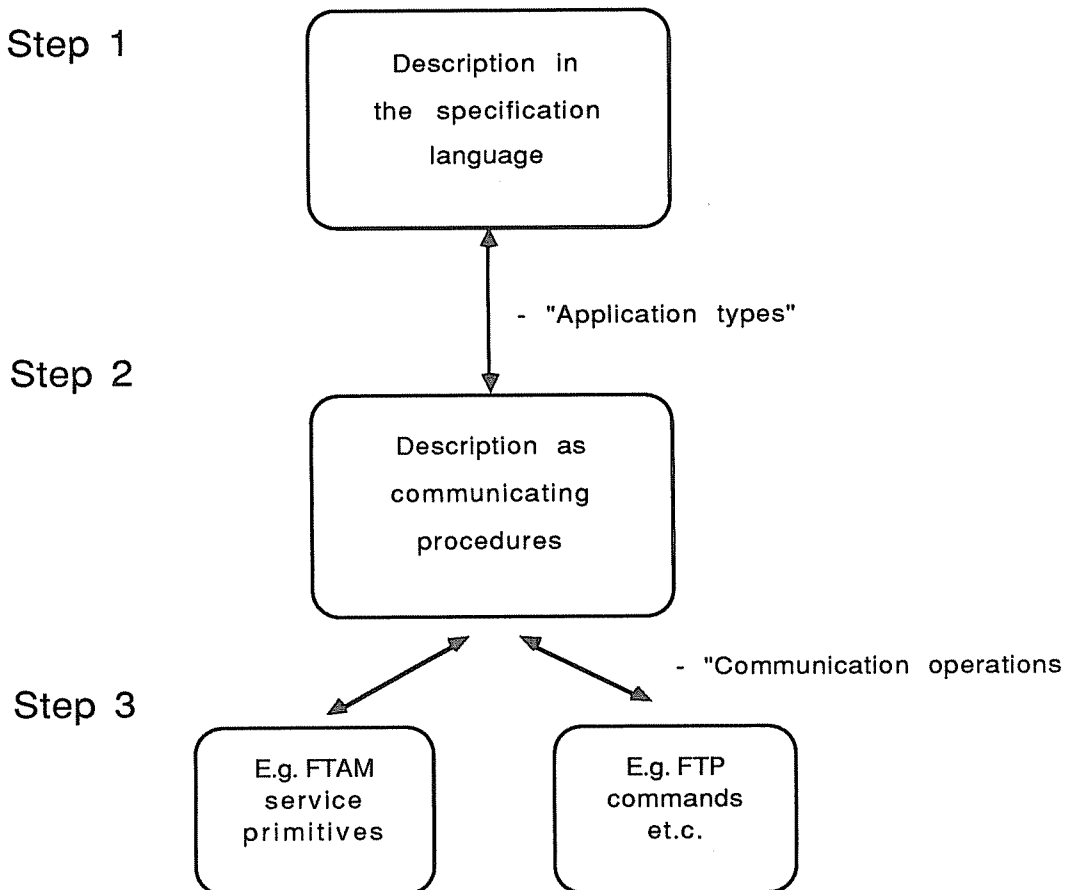 Step 1
Description in
the specification
language
- "Application types"
Step 2
Description as
communicating
procedures
- "Communication operations
Step 3
E.g. FTAM
service
primitives
E.g. FTP
commands
et.c.